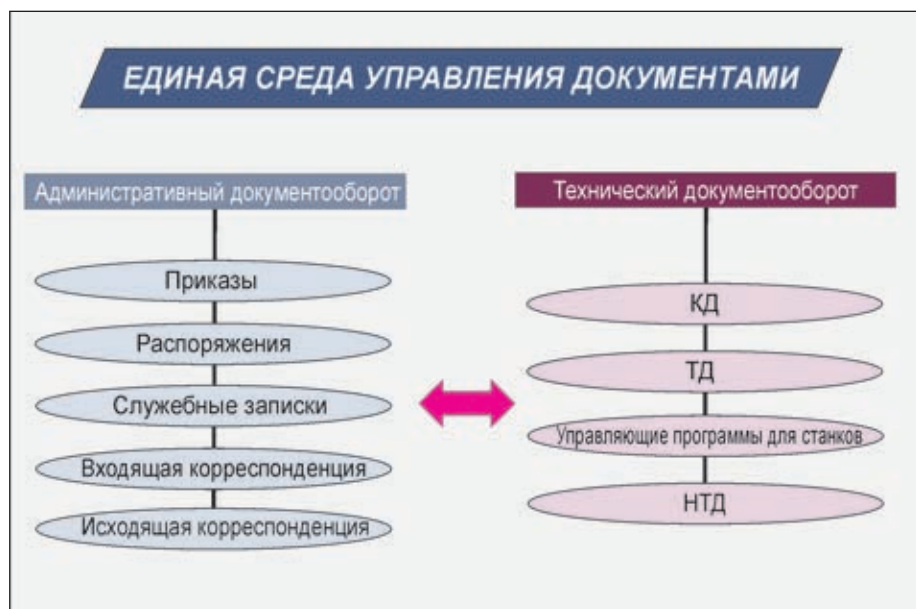 ЕДИНАЯ СРЕДА УПРАВЛЕНИЯ ДОКУМЕНТАМИ
Административный документооборот
Приказы
Распоряжения
Служебные записки
Входящая корреспонденция
Исходящая корреспонденция
Технический документооборот
КД
ТД
Управляющие программы для станков
НТД